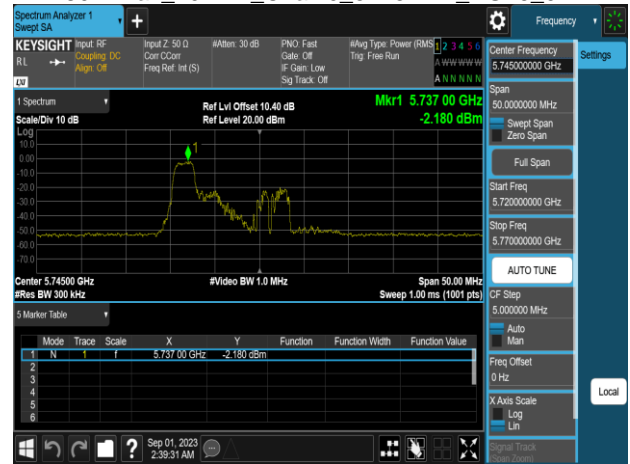 Spectrum Analyzer 1
Swept SA
Frequency
KEYSIGHT
RL
LXI
Input: RF
Coupling: DC
Align: Off
Input Z: 50 Ω
Corr CCorr
Freq Ref: Int (S)
#Atten: 30 dB
PNO: Fast
Gate: Off
IF Gain: Low
Sig Track: Off
#Avg Type: Power (RMS
Trig: Free Run
1 2 3 4 5 6
A W W W W W
A N N N N N
Center Frequency
5.745000000 GHz
Settings
Span
50.0000000 MHz
Swept Span
Zero Span
Full Span
Start Freq
5.720000000 GHz
Stop Freq
5.770000000 GHz
AUTO TUNE
CF Step
5.000000 MHz
Auto
Man
Freq Offset
0 Hz
X Axis Scale
Log
Lin
Signal Track
(Span Zoom)
Local
1 Spectrum
Scale/Div 10 dB
Ref Lvl Offset 10.40 dB
Ref Level 20.00 dBm
Mkr1 5.737 00 GHz
-2.180 dBm
Log
10.0
0.00
-10.0
-20.0
-30.0
-40.0
-50.0
-60.0
-70.0
1
Center 5.74500 GHz
#Video BW 1.0 MHz
Span 50.00 MHz
#Res BW 300 kHz
Sweep 1.00 ms (1001 pts)
5 Marker Table
Mode Trace Scale X Y Function Function Width Function Value
1 N 1 f 5.737 00 GHz -2.180 dBm
2
3
4
5
6
?
Sep 01, 2023
2:39:31 AM